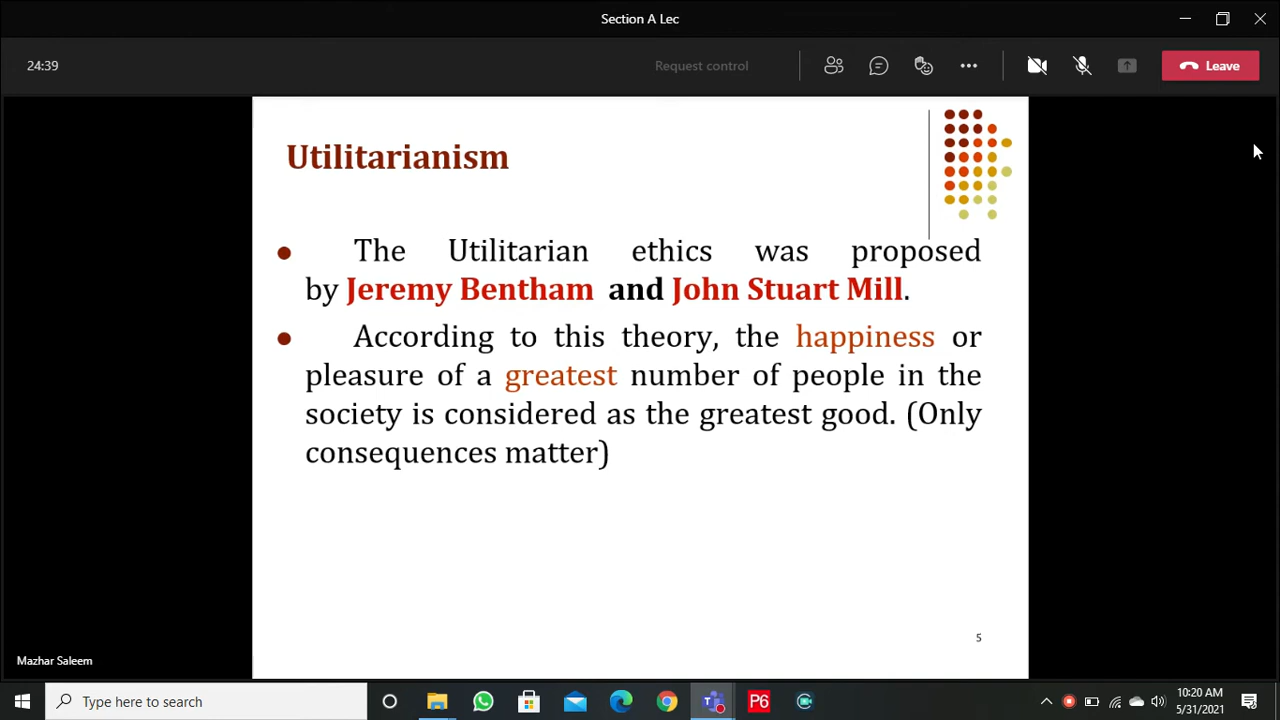 Section A Lec
24:39
Request control
Leave
Utilitarianism
The Utilitarian ethics was proposed
by Jeremy Bentham and John Stuart Mill.
According to this theory, the happiness or
pleasure of a greatest number of people in the
society is considered as the greatest good. (Only
consequences matter)
5
Mazhar Saleem
Type here to search
P6
10:20 AM
5/31/2021